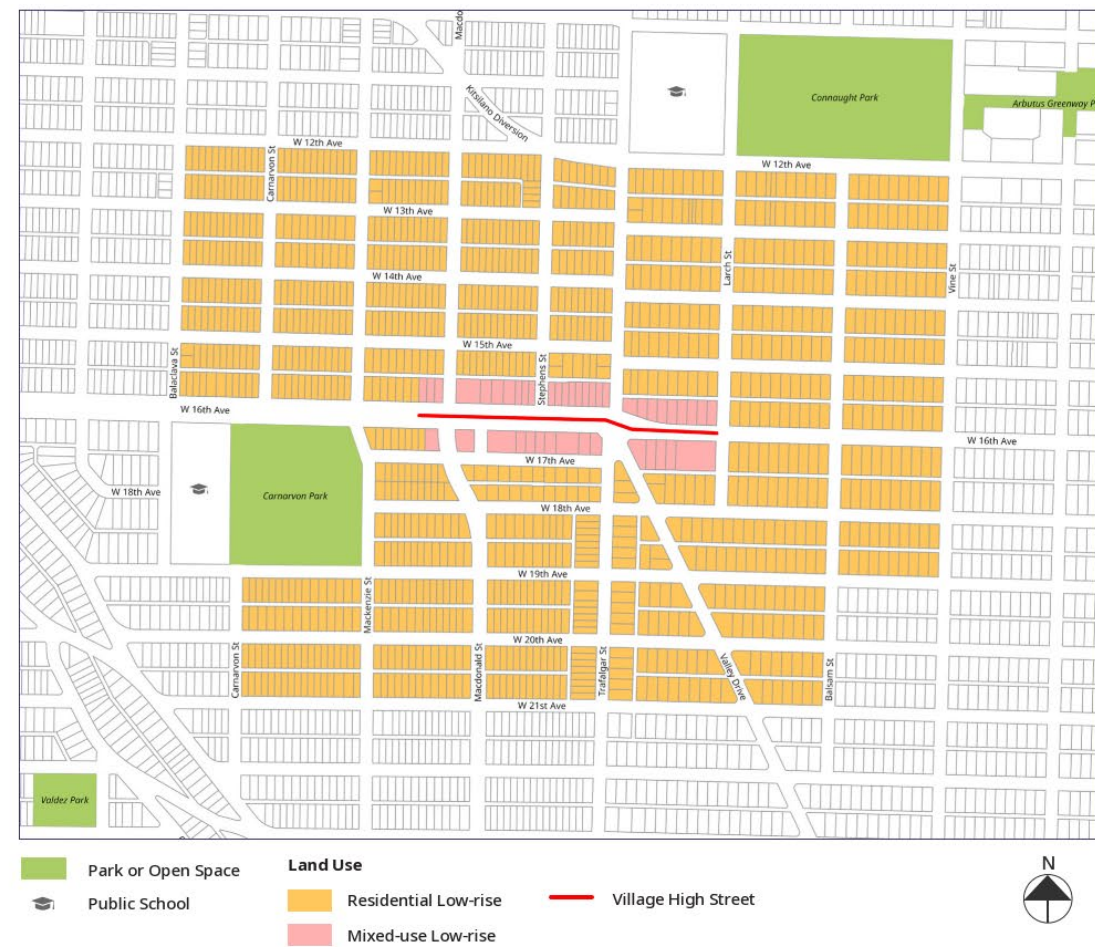 Macdo
Kitsilano Diversion
Connaught Park
Arbutus Greenway P
W 12th Ave
W 12th Ave
Carnarvon St
W 13th Ave
Larch St
W 14th Ave
Vine St
W 15th Ave
Balaclava St
Stephens St
W 16th Ave
W 16th Ave
W 17th Ave
W 18th Ave
Carnarvon Park
W 18th Ave
W 19th Ave
Mackenzie St
W 20th Ave
Carnarvon St
Macdonald St
Trafalgar St
Valley Drive
Balsam St
W 21st Ave
Valdez Park
Park or Open Space
Public School
Land Use
Residential Low-rise
Mixed-use Low-rise
Village High Street
N